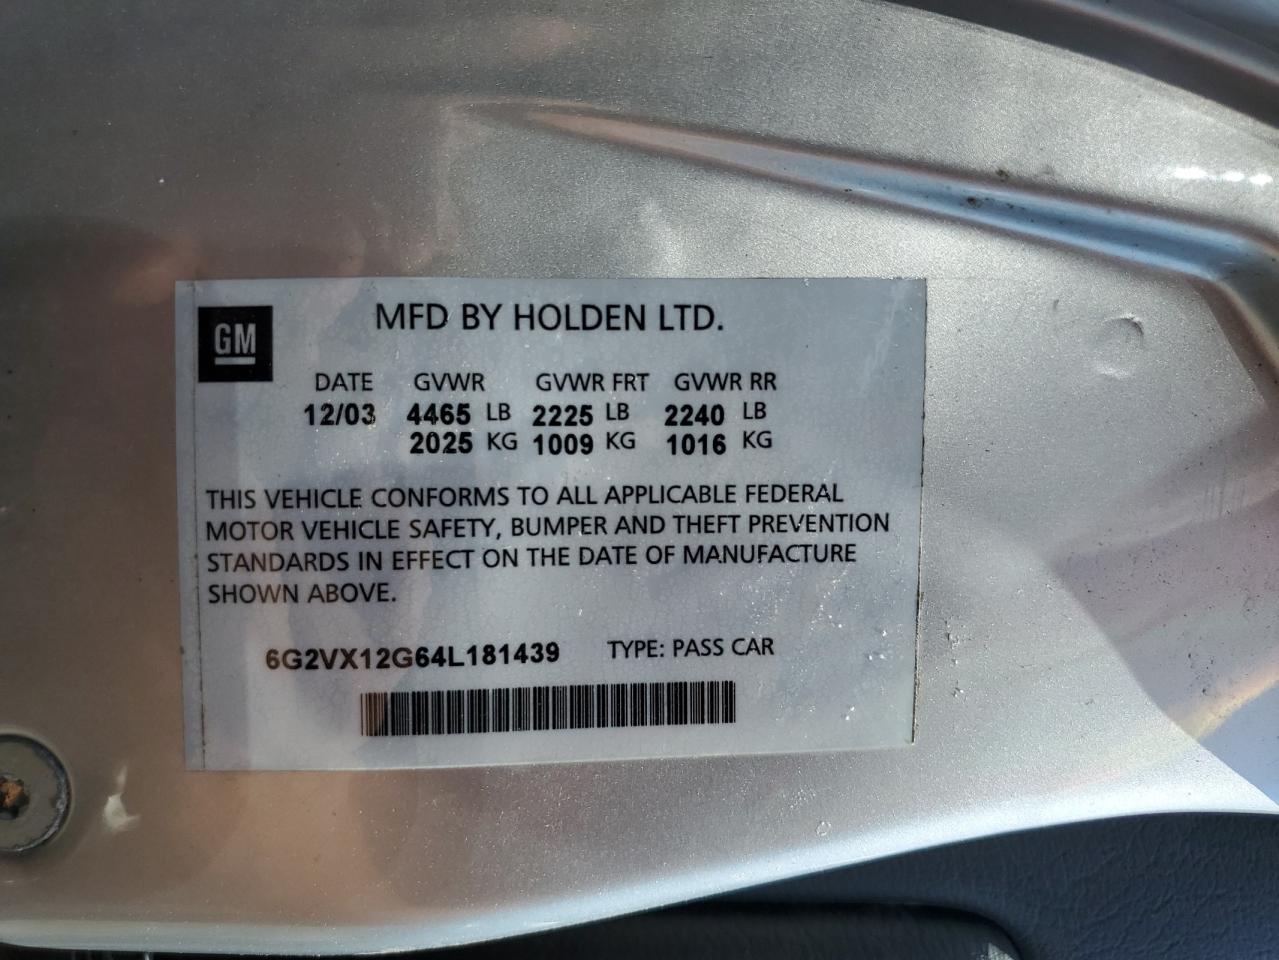 GM
MFD BY HOLDEN LTD.
DATE GVWR GVWR FRT GVWR RR
12/03 4465 LB 2225 LB 2240 LB
2025 KG 1009 KG 1016 KG
THIS VEHICLE CONFORMS TO ALL APPLICABLE FEDERAL
MOTOR VEHICLE SAFETY, BUMPER AND THEFT PREVENTION
STANDARDS IN EFFECT ON THE DATE OF MANUFACTURE
SHOWN ABOVE.
6G2VX12G64L181439 TYPE: PASS CAR